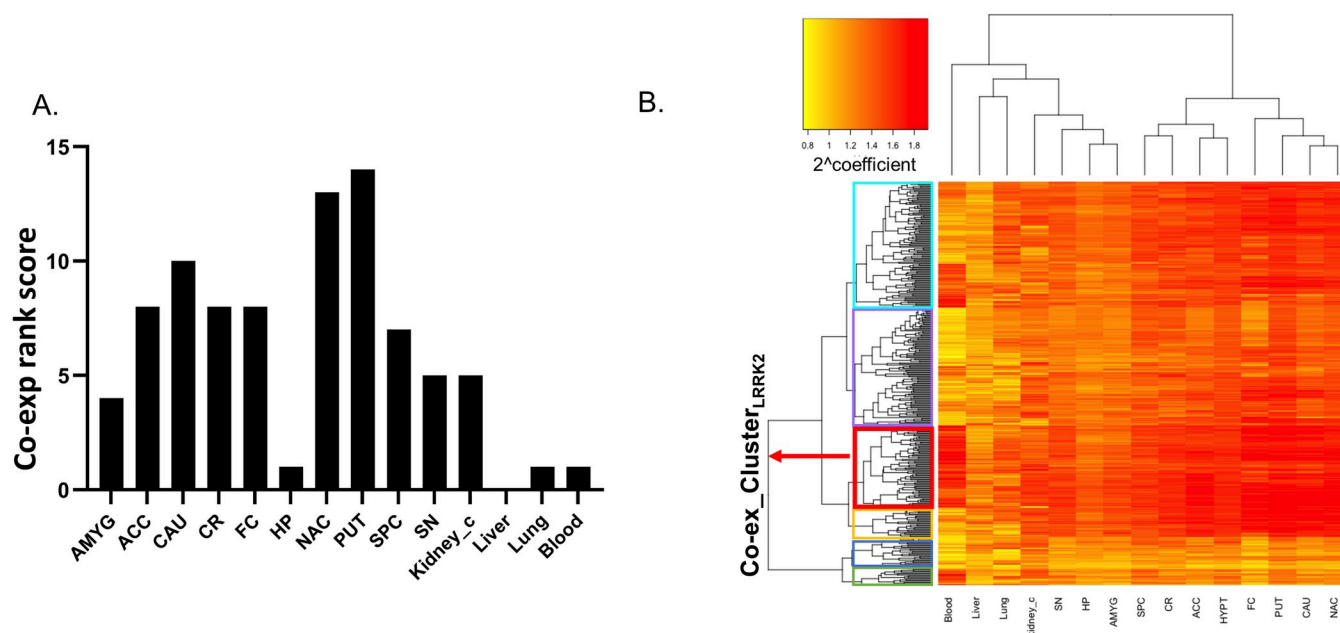 A.
Co-exp rank score
15
10
5
0
AMYG
ACC
CAU
CR
FC
HP
NAC
PUT
SPC
SN
Kidney_c
Liver
Lung
Blood
B.
0.8 1 1.2 1.4 1.6 1.8
2^coefficient
Co-ex_ClusterLRRK2
Blood
Liver
Lung
Kidney_c
SN
HP
AMYG
SPC
CR
ACC
HYPT
FC
PUT
CAU
NAC